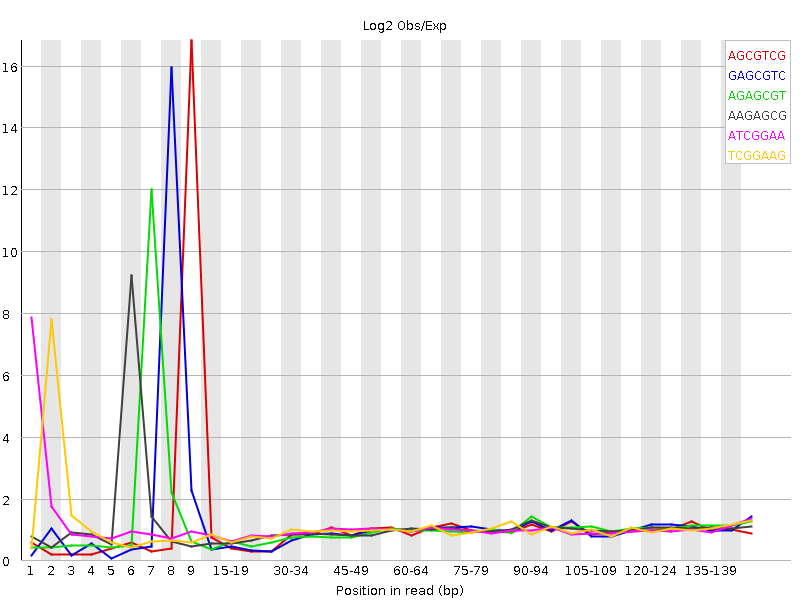 Log2 Obs/Exp
AGCGTCG
GAGCGTC
AGAGCGT
AAGAGCG
ATCGGAA
TCGGAAG
16
14
12
10
8
6
4
2
0
1 2 3 4 5 6 7 8 9 15-19 30-34 45-49 60-64 75-79 90-94 105-109 120-124 135-139
Position in read (bp)